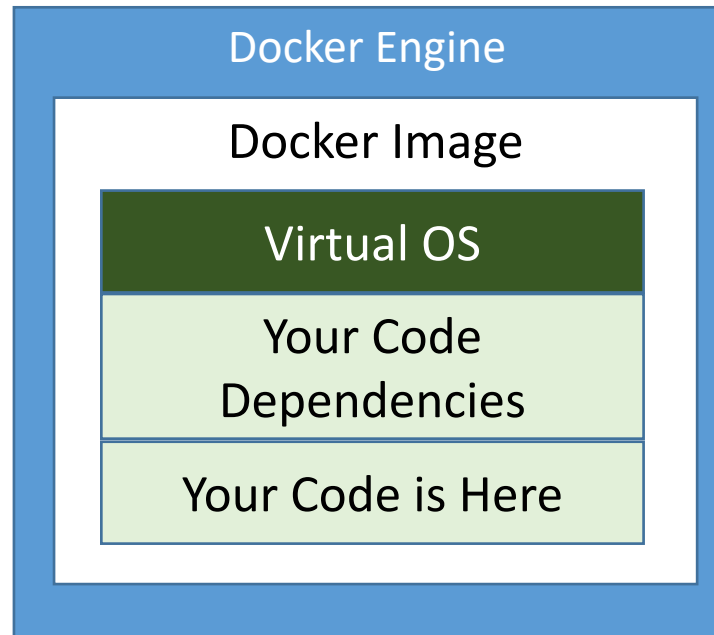 Docker Engine
Docker Image
Virtual OS
Your Code
Dependencies
Your Code is Here